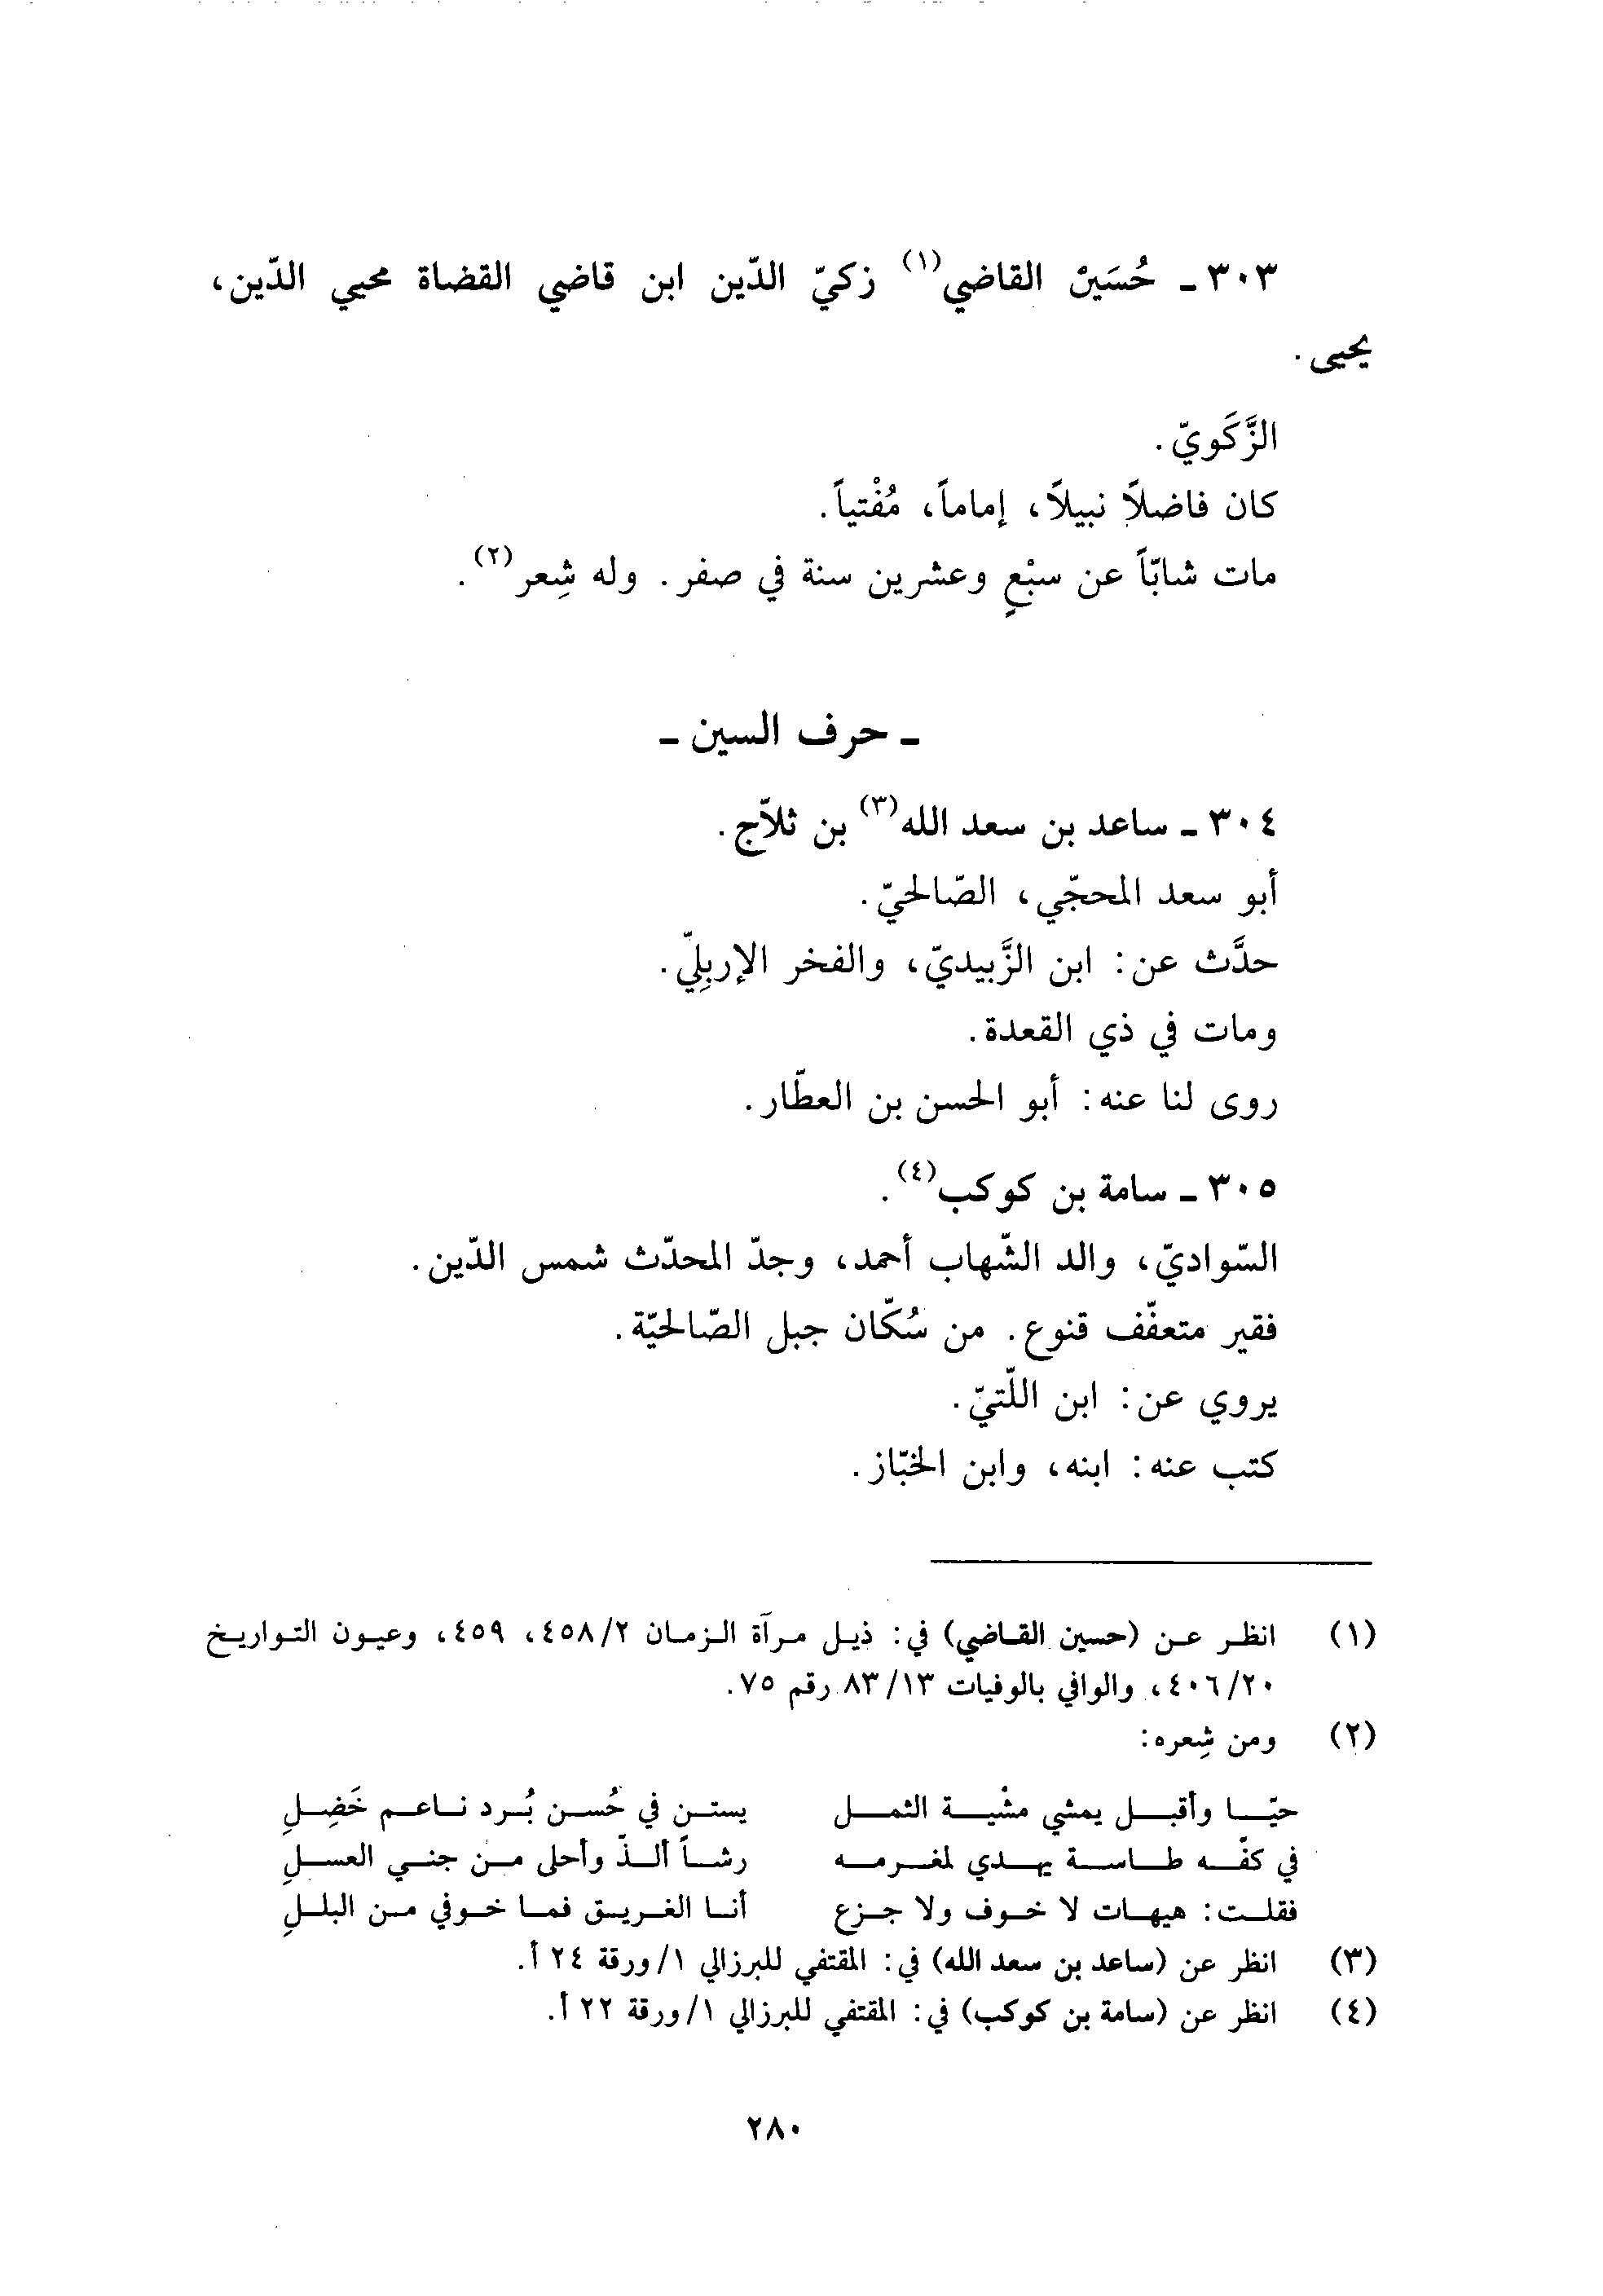 ٣٠٣ ـ حُسَينْ القاضي(١) زكيّ الدّين ابن قاضي القضاة محيي الدّين،
يحيى.
الزَّكَويّ.
كان فاضلاً نبيلاً، إماماً، مُفْتياً.
مات شابّاً عن سبْعٍ وعشرين سنة في صفر. وله شِعر(٢).
ـ حرف السين ـ
٣٠٤ ـ ساعد بن سعد الله(٣) بن ثلاّج.
أبو سعد المحجّي، الصّالحيّ.
حدَّث عن: ابن الزَّبيديّ، والفخر الإربِليّ.
ومات في ذي القعدة.
روى لنا عنه: أبو الحسن بن العطّار.
٣٠٥ ـ سامة بن كوكب(٤).
السّواديّ، والد الشّهاب أحمد، وجدّ المحدّث شمس الدّين.
فقير متعفّف قنوع. من سُكّان جبل الصّالحيّة.
يروي عن: ابن اللّتيّ.
كتب عنه: ابنه، وابن الخبّاز.
(١) انظر عن (حسين القاضي) في: ذيل مرآة الزمان ٤٥٨/٢، ٤٥٩، وعيون التواريخ
٤٠٦/٢٠، والوافي بالوفيات ٨٣/١٣ رقم ٧٥.
(٢) ومن شِعره:
حيّا وأقبل يمشي مشْية الثمل يستن في حُسن بُرد ناعم خَضِلِ
في كفّه طاسة يهدي لمغرمه رشاً ألذّ وأحلى من جني العسلِ
فقلت: هيهات لا خوف ولا جزع أنا الغريق فما خوفي من البللِ
(٣) انظر عن (ساعد بن سعد الله) في: المقتفي للبرزالي ١/ورقة ٢٤ أ.
(٤) انظر عن (سامة بن كوكب) في: المقتفي للبرزالي ١/ورقة ٢٢ أ.
٢٨٠